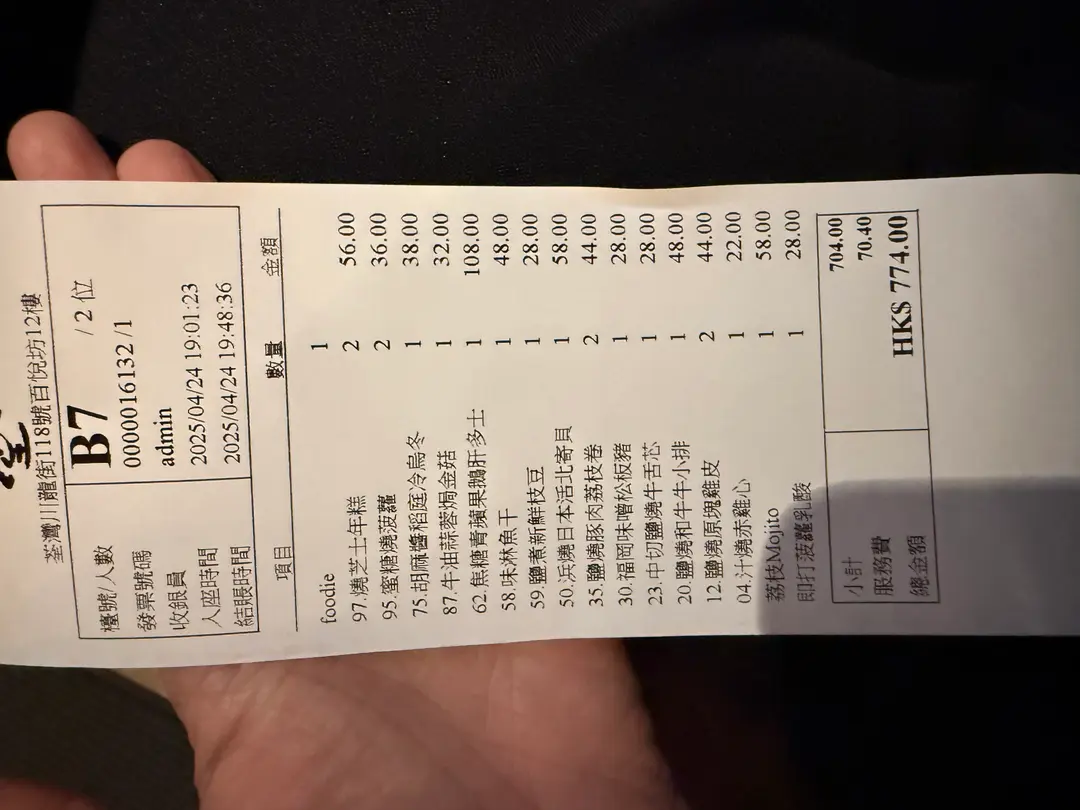 荃灣川龍街118號百悅坊12樓
檯號/人數 B7 / 2 位
發票號碼 0000016132 /1
收銀員 admin
入座時間 2025/04/24 19:01:23
結賬時間 2025/04/24 19:48:36
項目 數量 金額
foodie 1
97.燒芝士年糕 2 56.00
95.蜜糖燒菠蘿 2 36.00
75.胡麻醬稻庭冷烏冬 1 38.00
87.牛油蒜蓉焗金菇 1 32.00
62.焦糖青蘋果鵝肝多士 1 108.00
58.味淋魚干 1 48.00
59.鹽煮新鮮枝豆 1 28.00
50.浜燒日本活北寄貝 1 58.00
35.鹽燒豚肉荔枝卷 2 44.00
30.福岡味噌松板豬 1 28.00
23.中切鹽燒牛舌芯 1 28.00
20.鹽燒和牛牛小排 1 48.00
12.鹽燒原塊雞皮 2 44.00
04.汁燒赤雞心 1 22.00
荔枝Mojito 1 58.00
即打菠蘿乳酸 1 28.00
小計 704.00
服務費 70.40
總金額 HK$ 774.00